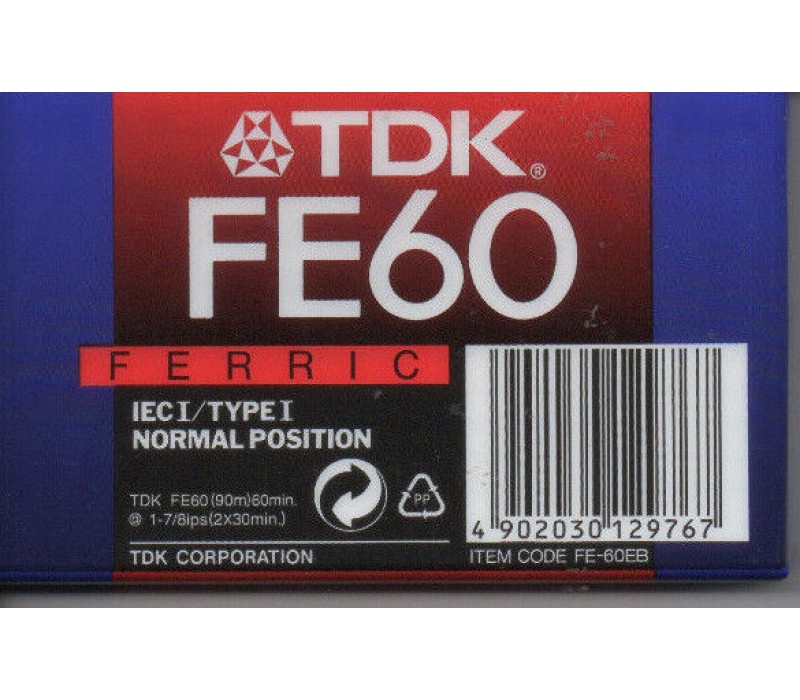 TDK®
FE60
FERRIC
IEC I/TYPE I
NORMAL POSITION
TDK FE60 (90m) 60min.
@ 1-7/8ips (2X30min.)
PP
TDK CORPORATION
4 902030 129767
ITEM CODE FE-60EB